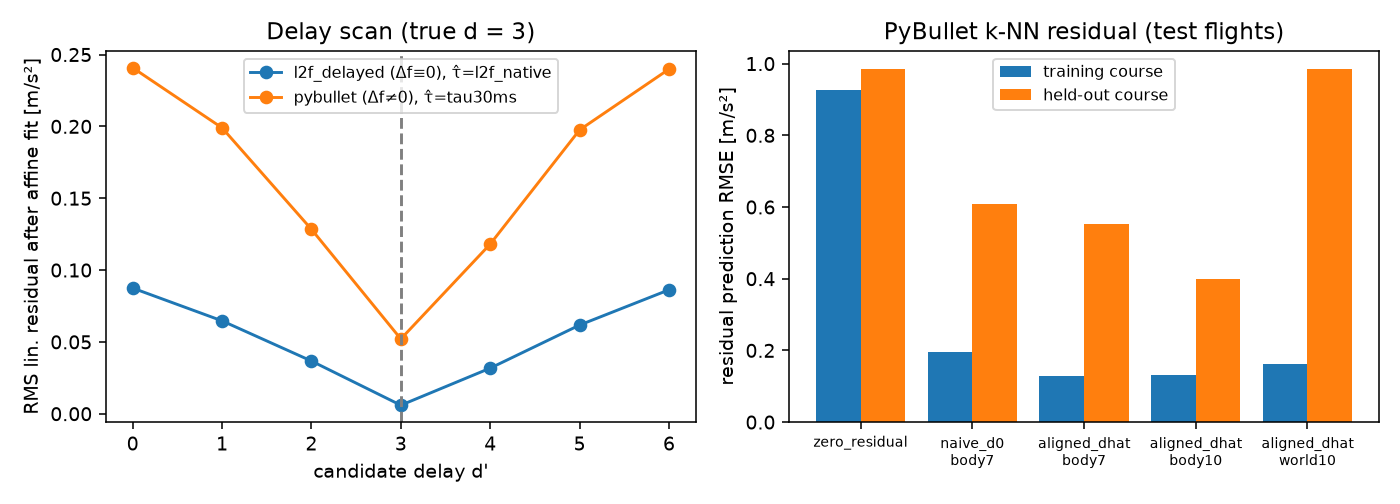 Delay scan (true d = 3)
RMS lin. residual after affine fit [m/s²]
0.25
0.20
0.15
0.10
0.05
0.00
l2f_delayed (Δf≡0), τ̂=l2f_native
pybullet (Δf≠0), τ̂=tau30ms
0 1 2 3 4 5 6
candidate delay d'
PyBullet k-NN residual (test flights)
residual prediction RMSE [m/s²]
1.0
0.8
0.6
0.4
0.2
0.0
training course
held-out course
zero_residual naive_d0 aligned_dhat aligned_dhat aligned_dhat
body7 body7 body10 world10